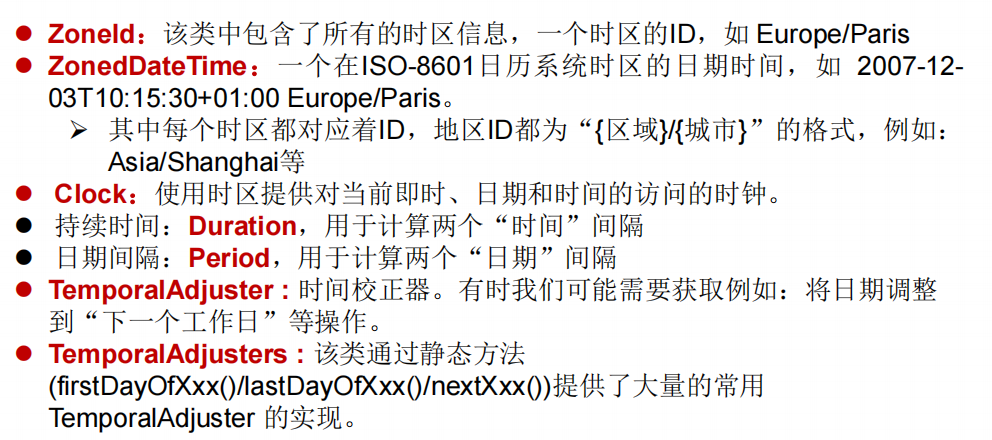 ● ZoneId：该类中包含了所有的时区信息，一个时区的ID，如 Europe/Paris
● ZonedDateTime：一个在ISO-8601日历系统时区的日期时间，如 2007-12-
03T10:15:30+01:00 Europe/Paris。
➢ 其中每个时区都对应着ID，地区ID都为“{区域}/{城市}”的格式，例如：
Asia/Shanghai等
● Clock：使用时区提供对当前即时、日期和时间的访问的时钟。
● 持续时间：Duration，用于计算两个“时间”间隔
● 日期间隔：Period，用于计算两个“日期”间隔
● TemporalAdjuster : 时间校正器。有时我们可能需要获取例如：将日期调整
到“下一个工作日”等操作。
● TemporalAdjusters : 该类通过静态方法
(firstDayOfXxx()/lastDayOfXxx()/nextXxx())提供了大量的常用
TemporalAdjuster 的实现。